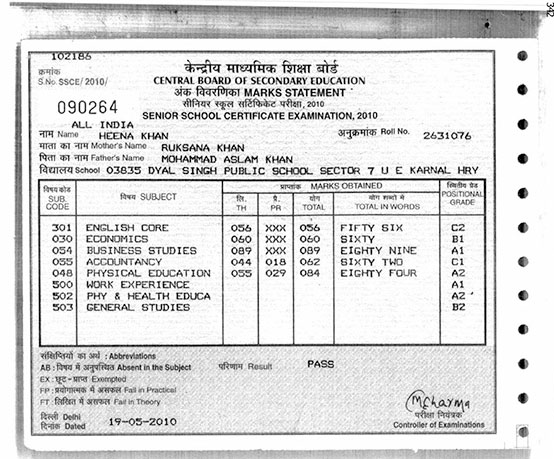 342
102186
केन्द्रीय माध्यमिक शिक्षा बोर्ड
क्रमांक
S.No. SSCE/2010/
CENTRAL BOARD OF SECONDARY EDUCATION
अंक विवरणिका MARKS STATEMENT
सीनियर स्कूल सर्टिफिकेट परीक्षा, 2010
090264
SENIOR SCHOOL CERTIFICATE EXAMINATION, 2010
ALL INDIA
नाम Name HEENA KHAN अनुक्रमांक Roll No. 2631076
माता का नाम Mother's Name RUKSANA KHAN
पिता का नाम Father's Name MOHAMMAD ASLAM KHAN
विद्यालय School 03835 DYAL SINGH PUBLIC SCHOOL SECTOR 7 U E KARNAL HRY
विषय कोड SUB. CODE विषय SUBJECT प्राप्तांक MARKS OBTAINED स्थितीय ग्रेड POSITIONAL GRADE
लि. TH प्रै. PR योग TOTAL योग शब्दों में TOTAL IN WORDS
301 ENGLISH CORE 056 XXX 056 FIFTY SIX C2
030 ECONOMICS 060 XXX 060 SIXTY B1
054 BUSINESS STUDIES 089 XXX 089 EIGHTY NINE A1
055 ACCOUNTANCY 044 018 062 SIXTY TWO C1
048 PHYSICAL EDUCATION 055 029 084 EIGHTY FOUR A2
500 WORK EXPERIENCE A1
502 PHY & HEALTH EDUCA A2
503 GENERAL STUDIES B2
संक्षिप्तियों का अर्थ : Abbreviations
AB : विषय में अनुपस्थित Absent in the Subject परिणाम Result PASS
EX : छूट-प्राप्त Exempted
FP : प्रयोगात्मक में असफल Fail in Practical
FT : लिखित में असफल Fail in Theory
MSharma
दिल्ली Delhi
दिनांक Dated 19-05-2010
परीक्षा नियंत्रक
Controller of Examinations